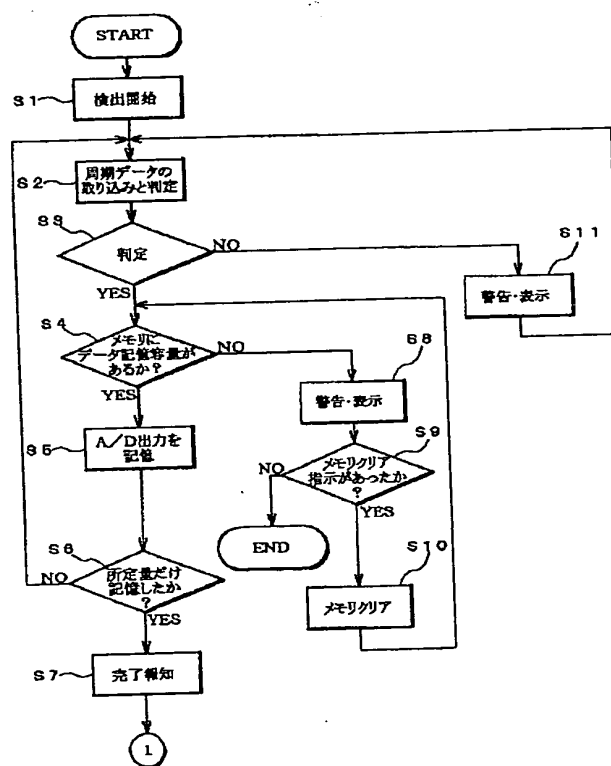 START
S1
検出開始
S2
周期データの
取り込みと判定
S3
判定
NO
YES
S11
警告・表示
S4
メモリに
データ記憶容量が
あるか?
NO
YES
S8
警告・表示
S5
A/D出力を
記憶
S9
メモリクリア
指示があったか
?
NO
YES
END
S10
メモリクリア
S6
所定量だけ
記憶したか
?
NO
YES
S7
完了報知
1